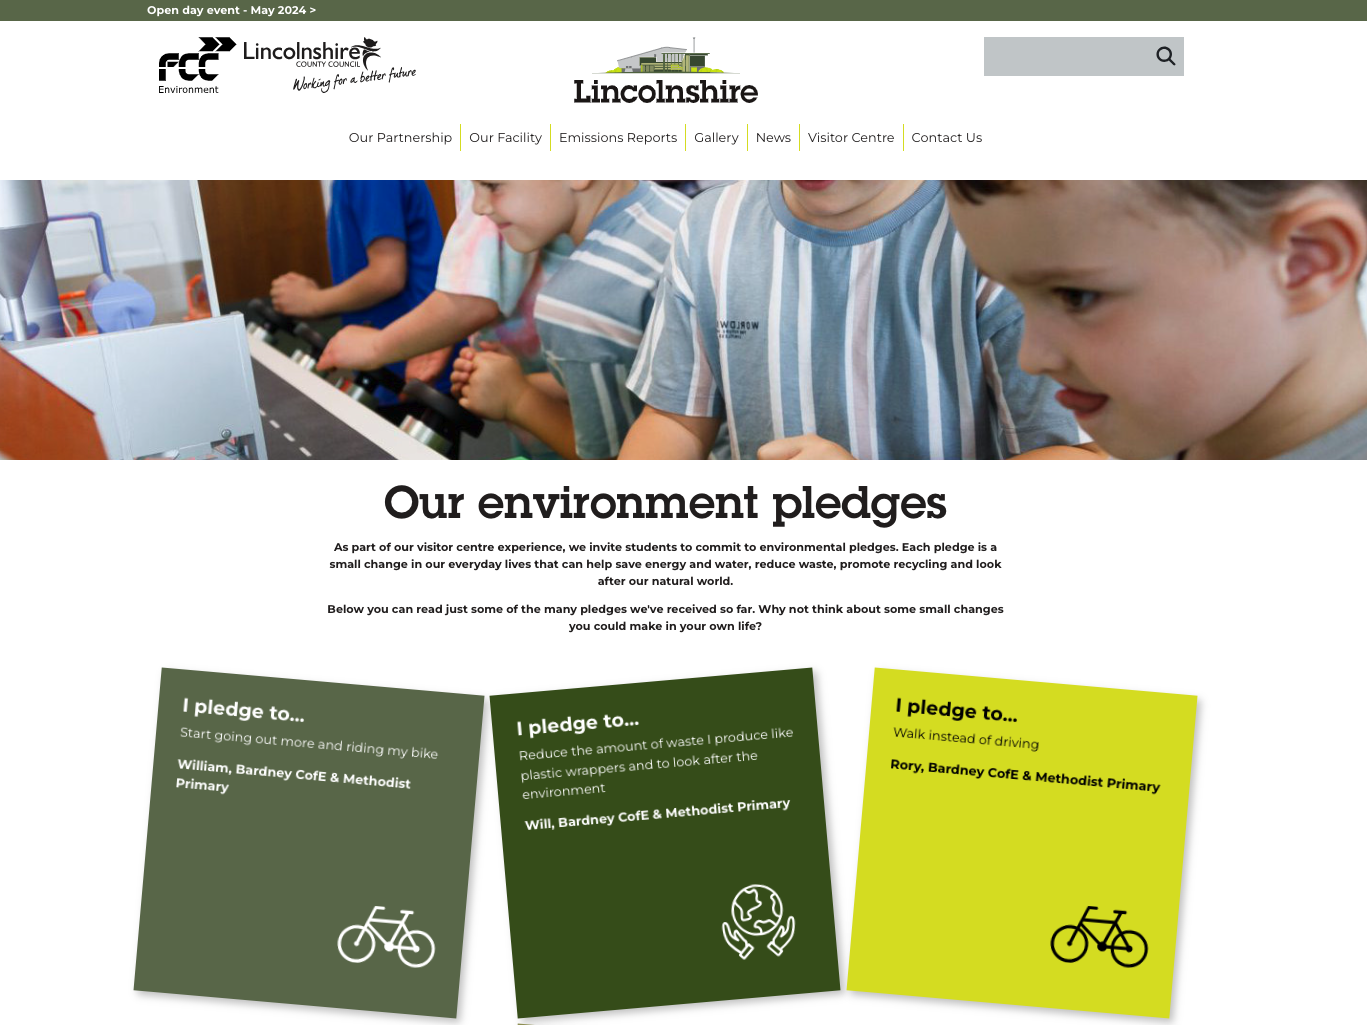 Open day event - May 2024 >
FCC
Environment
Lincolnshire
COUNTY COUNCIL
Working for a better future
Lincolnshire
Our Partnership
Our Facility
Emissions Reports
Gallery
News
Visitor Centre
Contact Us
Our environment pledges
As part of our visitor centre experience, we invite students to commit to environmental pledges. Each pledge is a
small change in our everyday lives that can help save energy and water, reduce waste, promote recycling and look
after our natural world.
Below you can read just some of the many pledges we've received so far. Why not think about some small changes
you could make in your own life?
I pledge to...
Start going out more and riding my bike
William, Bardney CofE & Methodist
Primary
I pledge to...
Reduce the amount of waste I produce like
plastic wrappers and to look after the
environment
Will, Bardney CofE & Methodist Primary
I pledge to...
Walk instead of driving
Rory, Bardney CofE & Methodist Primary